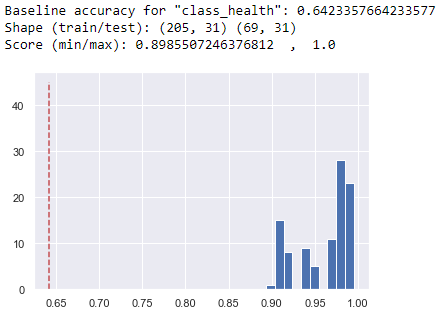 Baseline accuracy for "class_health": 0.6423357664233577
Shape (train/test): (205, 31) (69, 31)
Score (min/max): 0.8985507246376812  ,  1.0
40
30
20
10
0
0.65 0.70 0.75 0.80 0.85 0.90 0.95 1.00